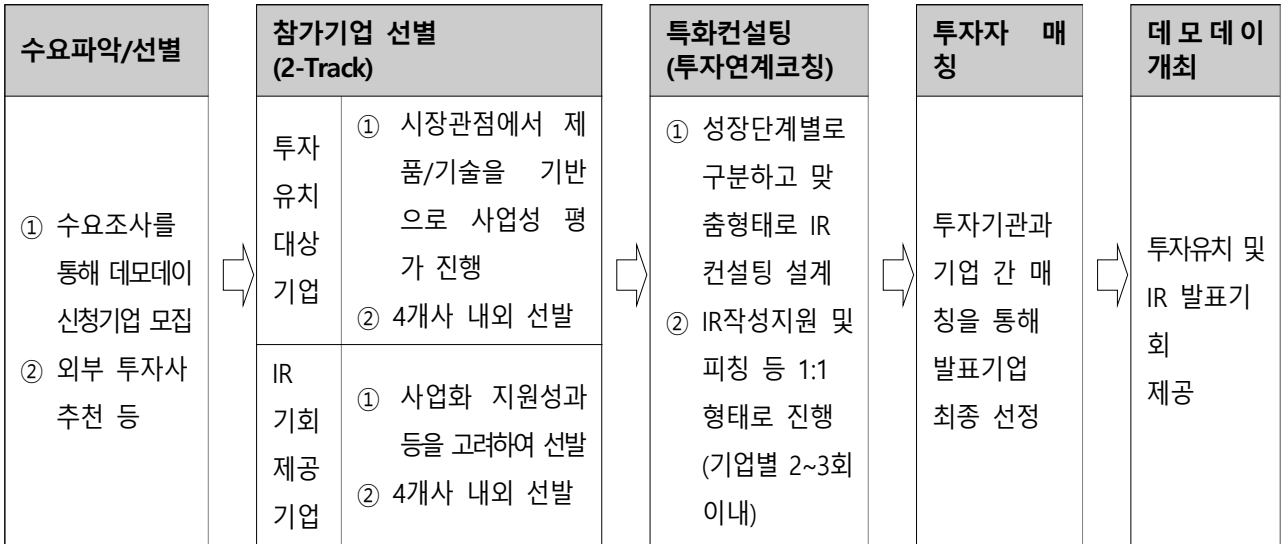 수요파악/선별
① 수요조사를
통해 데모데이
신청기업 모집
② 외부 투자사
추천 등
참가기업 선별
(2-Track)
투자
유치
대상
기업
① 시장관점에서 제
품/기술을 기반
으로 사업성 평
가 진행
② 4개사 내외 선발
IR
기회
제공
기업
① 사업화 지원성과
등을 고려하여 선발
② 4개사 내외 선발
특화컨설팅
(투자연계코칭)
① 성장단계별로
구분하고 맞
춤형태로 IR
컨설팅 설계
② IR작성지원 및
피칭 등 1:1
형태로 진행
(기업별 2~3회
이내)
투자자 매
칭
투자기관과
기업 간 매
칭을 통해
발표기업
최종 선정
데모데이
개최
투자유치 및
IR 발표기
회
제공